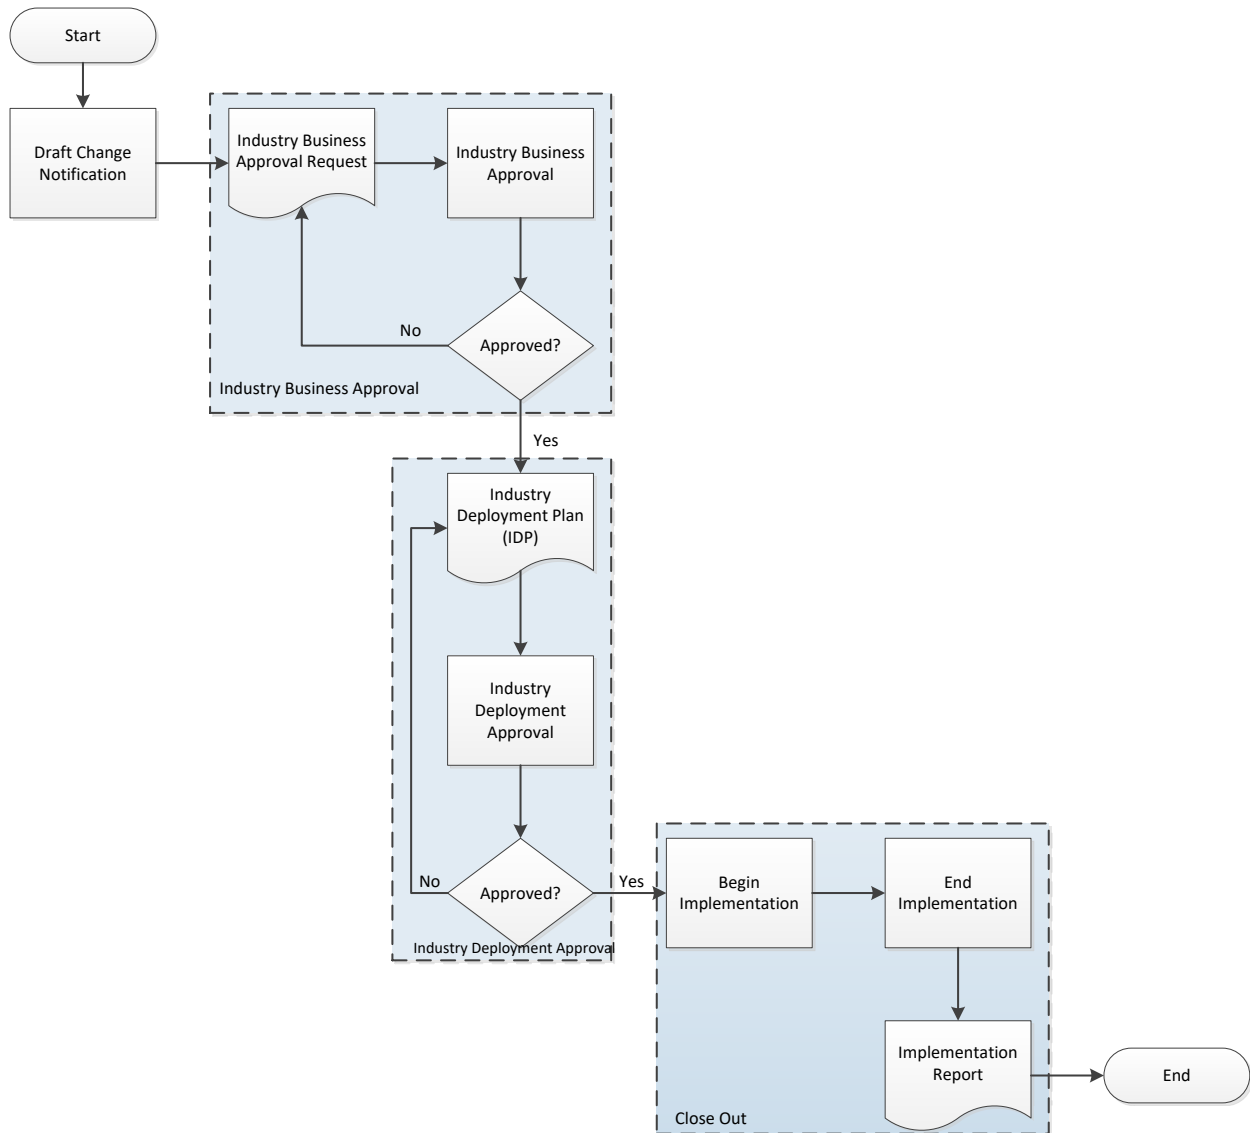 Start
Draft Change
Notification
Industry Business
Approval Request
Industry Business
Approval
No
Approved?
Industry Business Approval
Yes
Industry
Deployment Plan
(IDP)
Industry
Deployment
Approval
No
Approved?
Yes
Industry Deployment Approval
Begin
Implementation
End
Implementation
Implementation
Report
End
Close Out